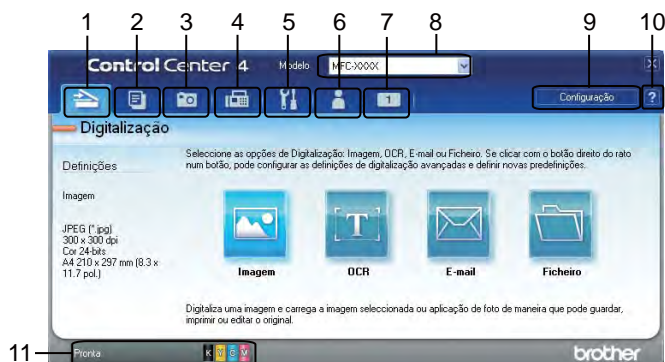 1 2 3 4 5 6 7 8 9 10
Control Center 4 Modelo MFC-XXXX X
1 Configuração ?
Digitalização
Definições
Seleccione as opções de Digitalização: Imagem, OCR, E-mail ou Ficheiro. Se clicar com o botão direito do rato
num botão, pode configurar as definições de digitalização avançadas e definir novas predefinições.
Imagem
JPEG (*.jpg)
300 x 300 dpi
Cor 24-bits
A4 210 x 297 mm (8.3 x
11.7 pol.)
T
Imagem OCR E-mail Ficheiro
Digitaliza uma imagem e carrega a imagem seleccionada ou aplicação de foto de maneira que pode guardar,
imprimir ou editar o original.
11 Pronta K Y C M brother